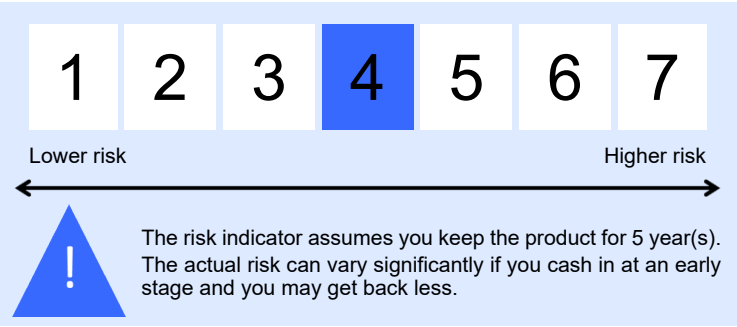 1 2 3 4 5 6 7
Lower risk Higher risk
!
The risk indicator assumes you keep the product for 5 year(s).
The actual risk can vary significantly if you cash in at an early
stage and you may get back less.